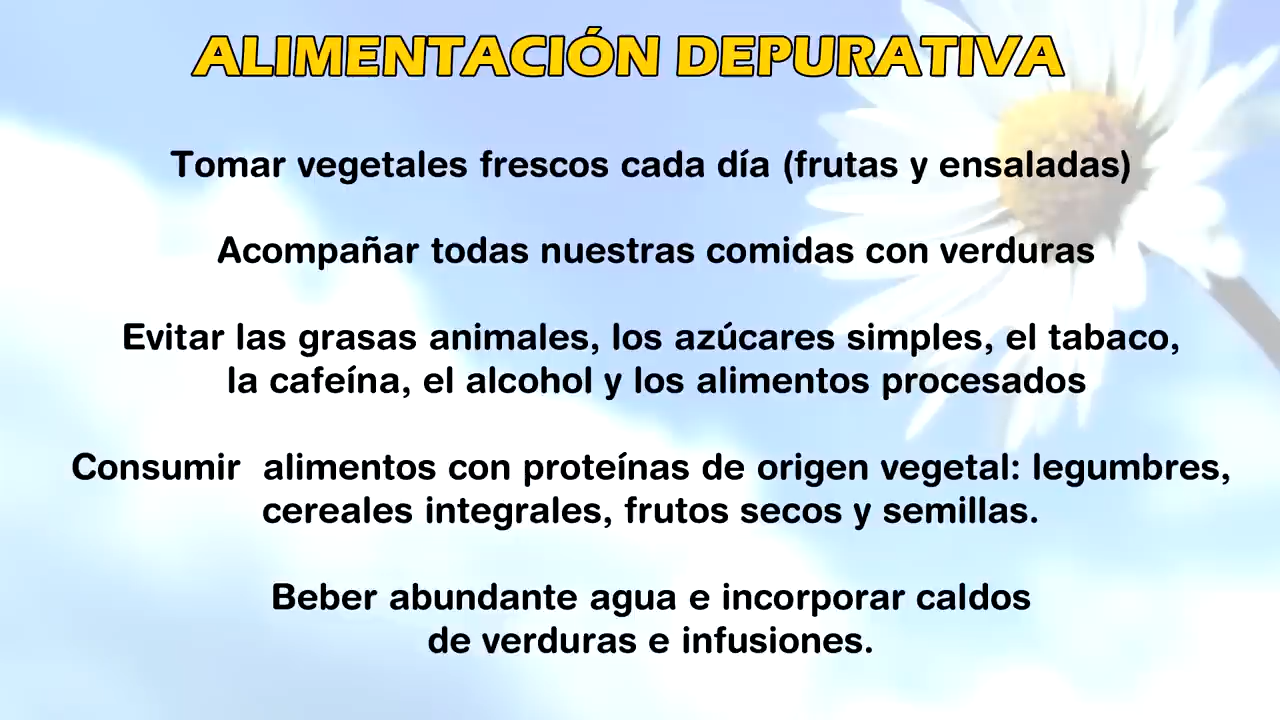 ALIMENTACIÓN DEPURATIVA
Tomar vegetales frescos cada día (frutas y ensaladas)
Acompañar todas nuestras comidas con verduras
Evitar las grasas animales, los azúcares simples, el tabaco,
la cafeína, el alcohol y los alimentos procesados
Consumir  alimentos con proteínas de origen vegetal: legumbres,
cereales integrales, frutos secos y semillas.
Beber abundante agua e incorporar caldos
de verduras e infusiones.